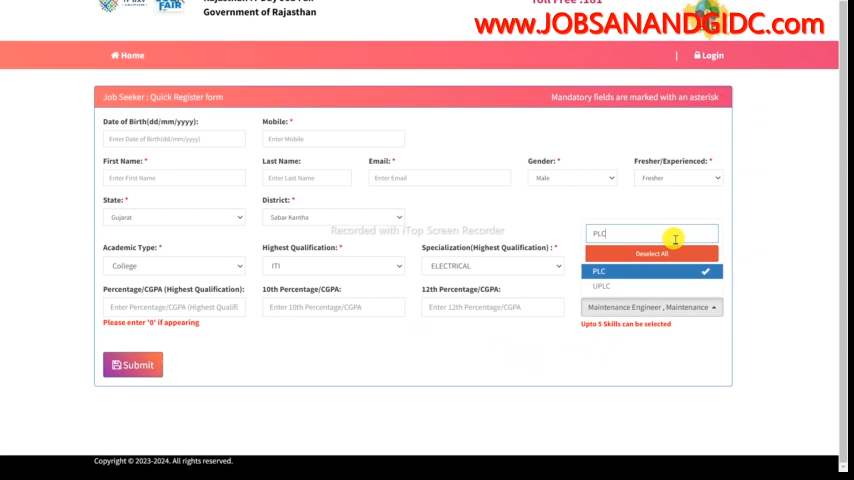 Government of Rajasthan
Toll Free :181
www.JOBSANANDGIDC.com
Home
|
Login
Job Seeker : Quick Register form
Mandatory fields are marked with an asterisk
Date of Birth(dd/mm/yyyy):
Mobile: *
Enter Date of Birth(dd/mm/yyyy)
Enter Mobile
First Name: *
Last Name:
Email: *
Gender: *
Fresher/Experienced: *
Enter First Name
Enter Last Name
Enter Email
Male
Fresher
State: *
District: *
Gujarat
Sabar Kantha
Recorded with iTop Screen Recorder
PLC
Deselect All
Academic Type: *
Highest Qualification: *
Specialization(Highest Qualification) : *
College
ITI
ELECTRICAL
PLC
UPLC
Percentage/CGPA (Highest Qualification):
10th Percentage/CGPA:
12th Percentage/CGPA:
Enter Percentage/CGPA (Highest Qualifi
Enter 10th Percentage/CGPA
Enter 12th Percentage/CGPA
Maintenance Engineer , Maintenance
Please enter '0' if appearing
Upto 5 Skills can be selected
Submit
Copyright © 2023-2024. All rights reserved.